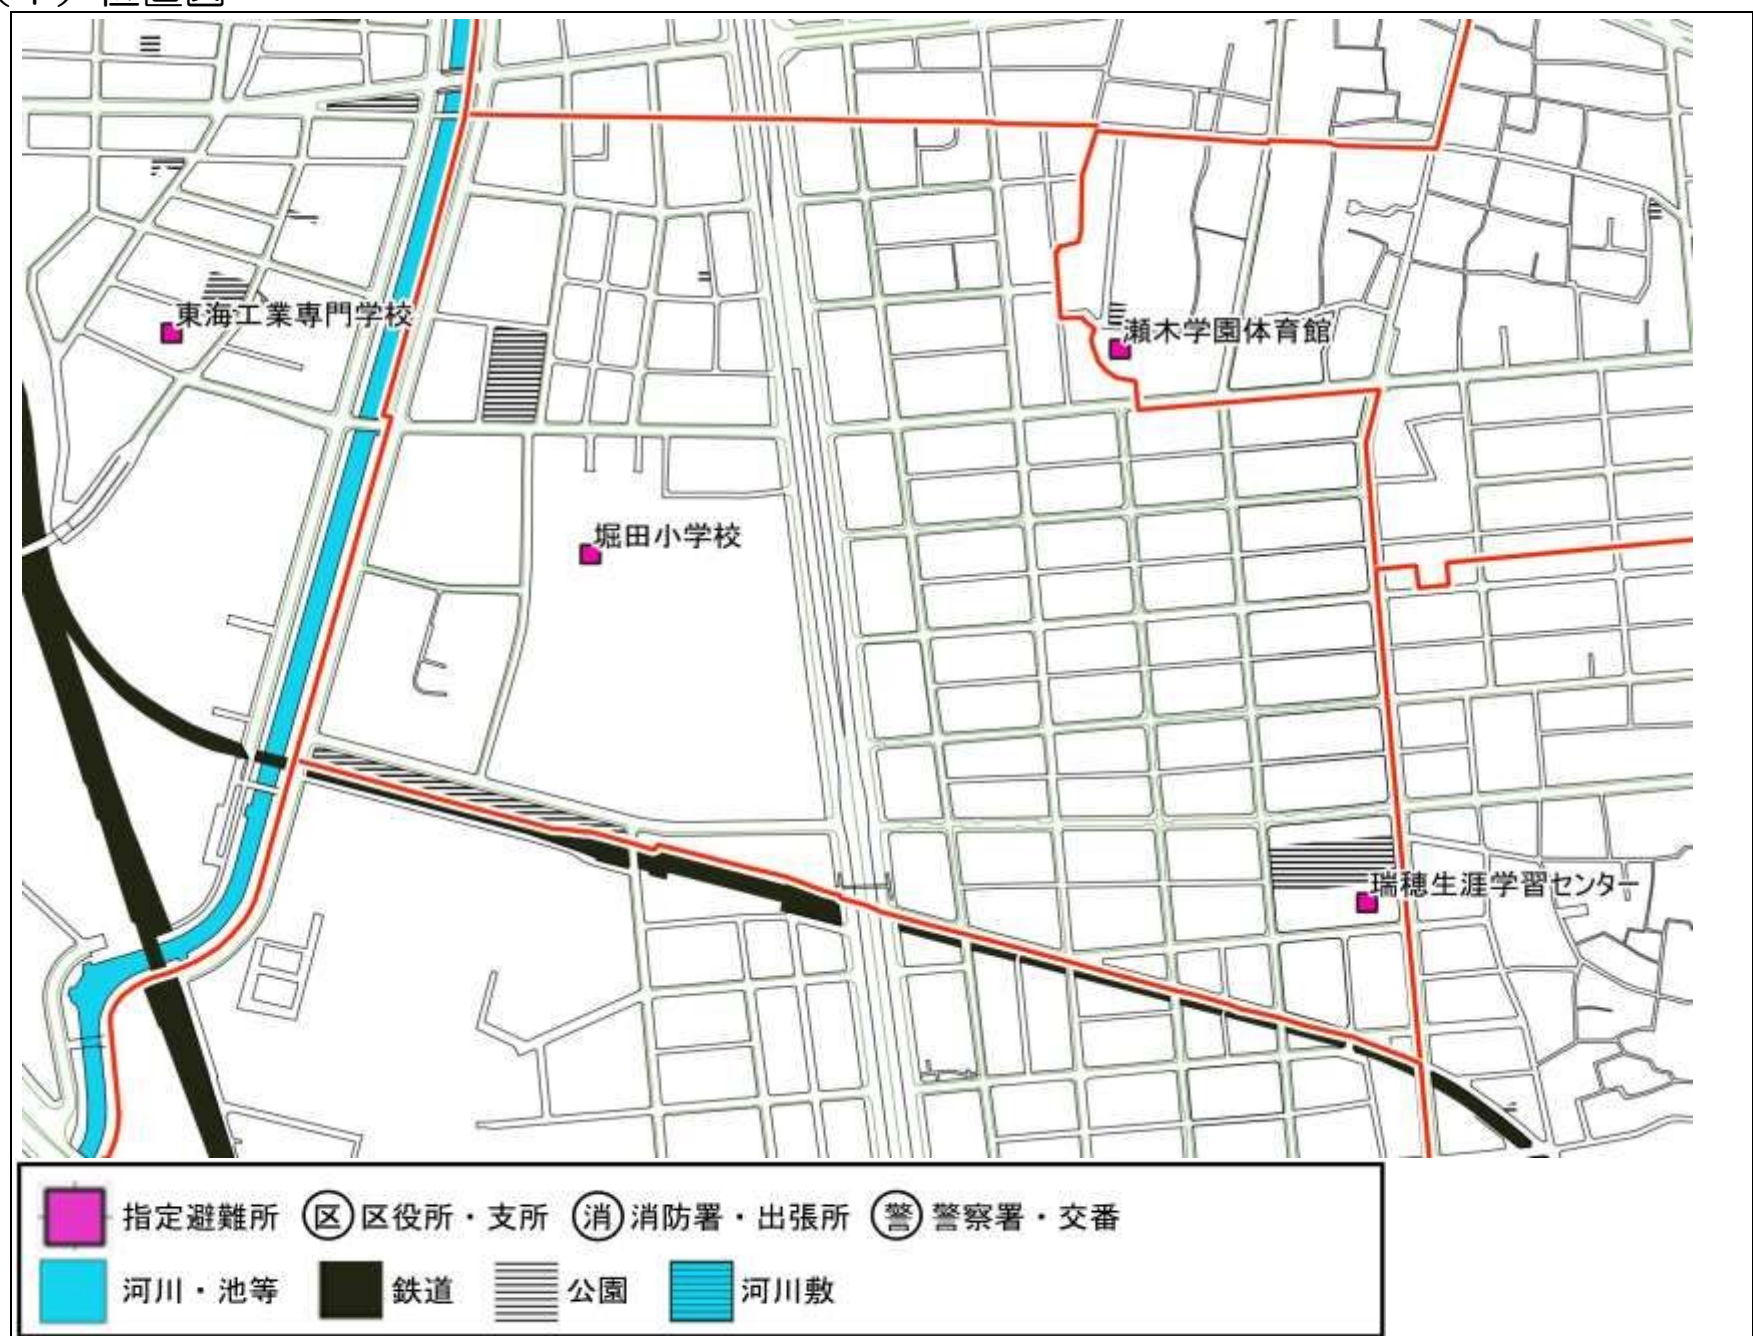 東海工業専門学校
瀬木学園体育館
堀田小学校
瑞穂生涯学習センター
指定避難所 区 区役所・支所 消 消防署・出張所 警 警察署・交番
河川・池等 鉄道 公園 河川敷